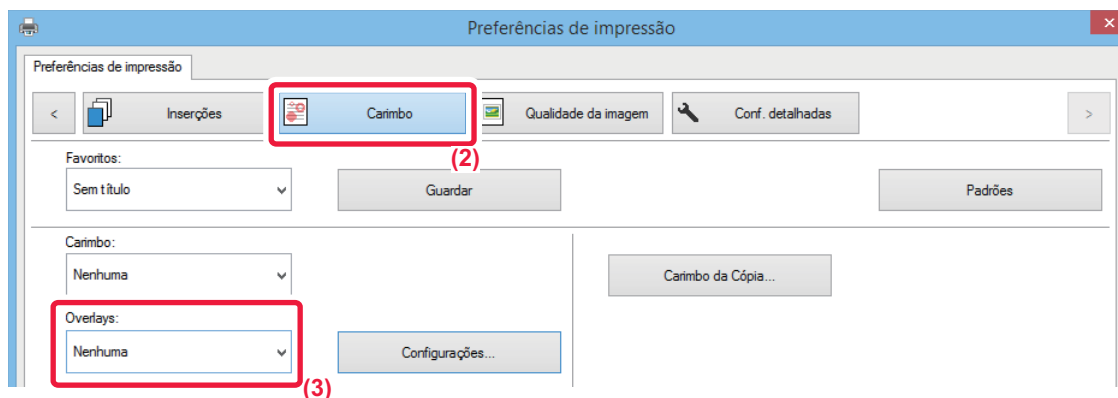 Preferências de impressão
x
Preferências de impressão
< Inserções Carimbo Qualidade da imagem Conf. detalhadas >
(2)
Favoritos:
Sem título Guardar Padrões
Carimbo:
Nenhuma Carimbo da Cópia...
Overlays:
Nenhuma Configurações...
(3)